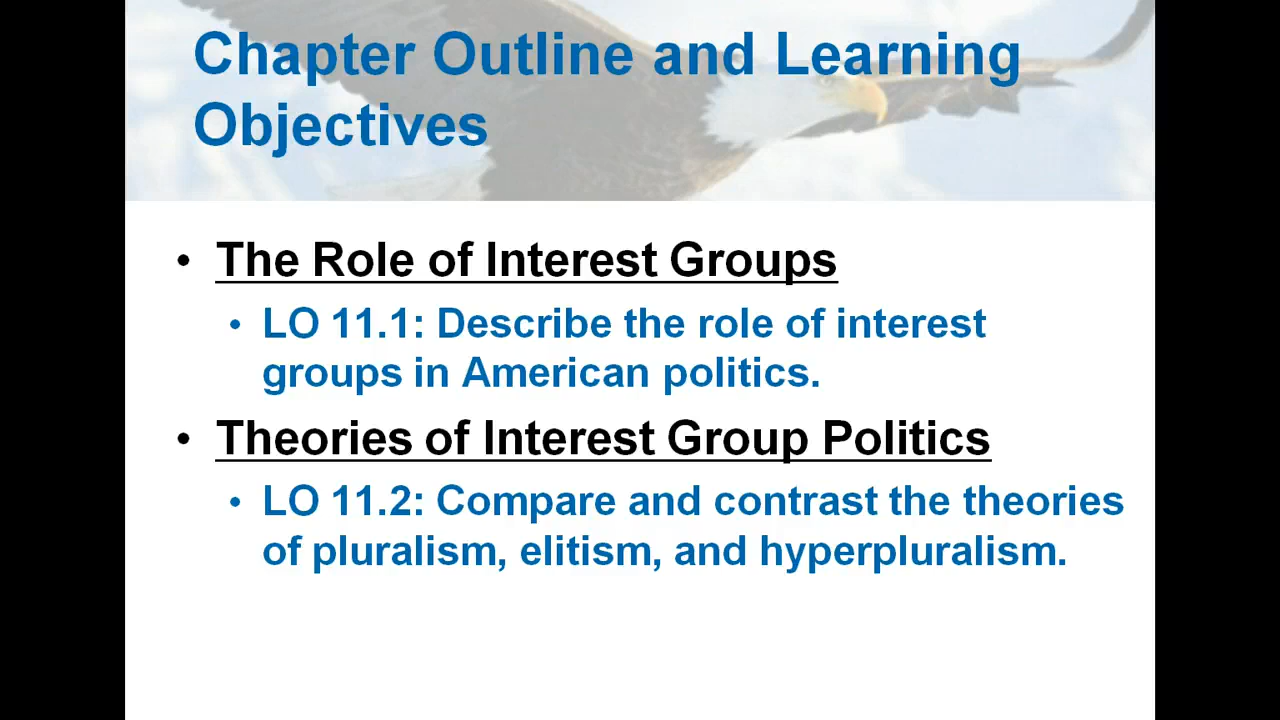 Chapter Outline and Learning
Objectives
• The Role of Interest Groups
• LO 11.1: Describe the role of interest
groups in American politics.
• Theories of Interest Group Politics
• LO 11.2: Compare and contrast the theories
of pluralism, elitism, and hyperpluralism.